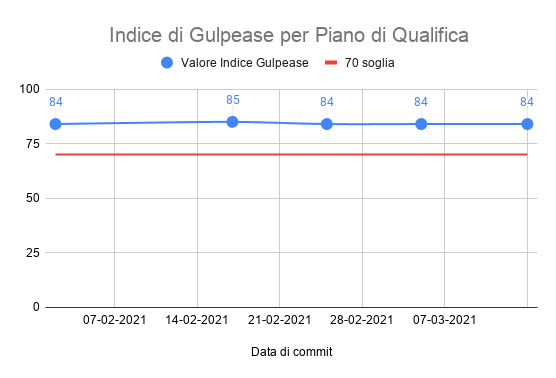 Indice di Gulpease per Piano di Qualifica
Valore Indice Gulpease 70 soglia
100
75
50
25
0
84 85 84 84 84
07-02-2021 14-02-2021 21-02-2021 28-02-2021 07-03-2021
Data di commit